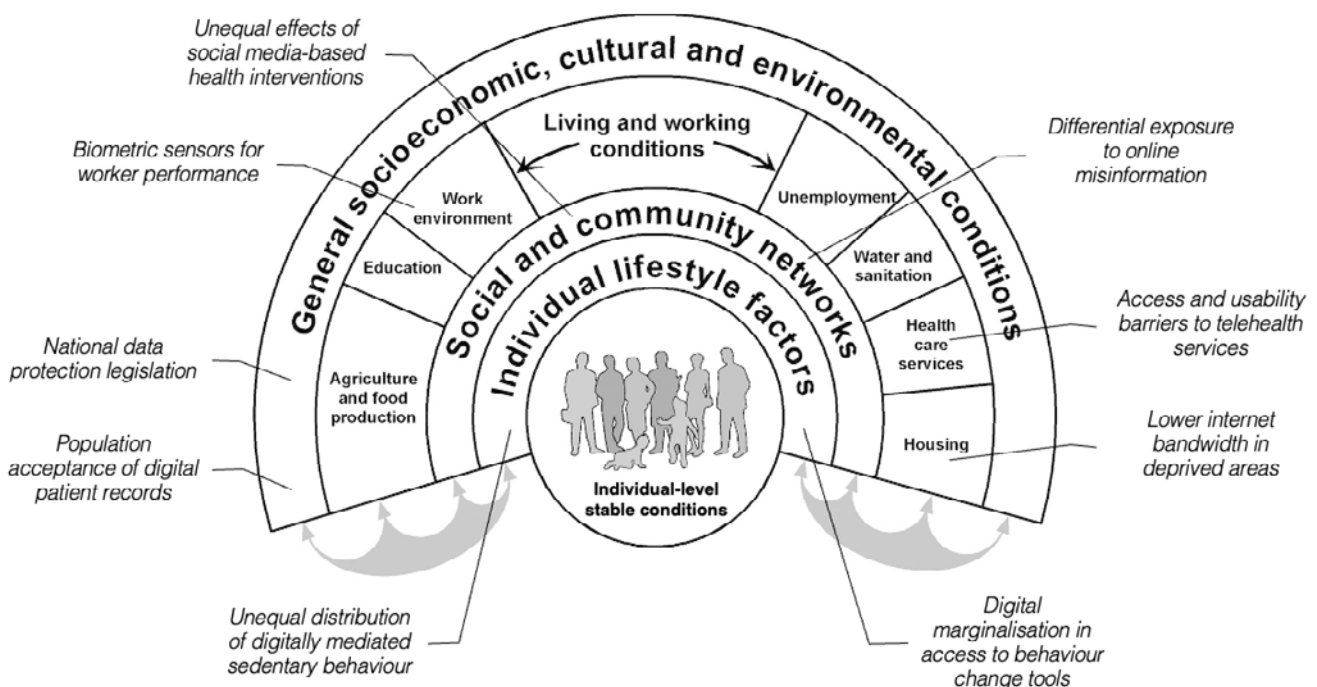 Unequal effects of
social media-based
health interventions
General socioeconomic, cultural and environmental conditions
Living and working
conditions
Biometric sensors for
worker performance
Differential exposure
to online
misinformation
Work
environment
Unemployment
Social and community networks
Education
Water and
sanitation
Individual lifestyle factors
Access and usability
barriers to telehealth
services
Health
care
services
National data
protection legislation
Agriculture
and food
production
Population
acceptance of digital
patient records
Housing
Lower internet
bandwidth in
deprived areas
Individual-level
stable conditions
Unequal distribution
of digitally mediated
sedentary behaviour
Digital
marginalisation in
access to behaviour
change tools